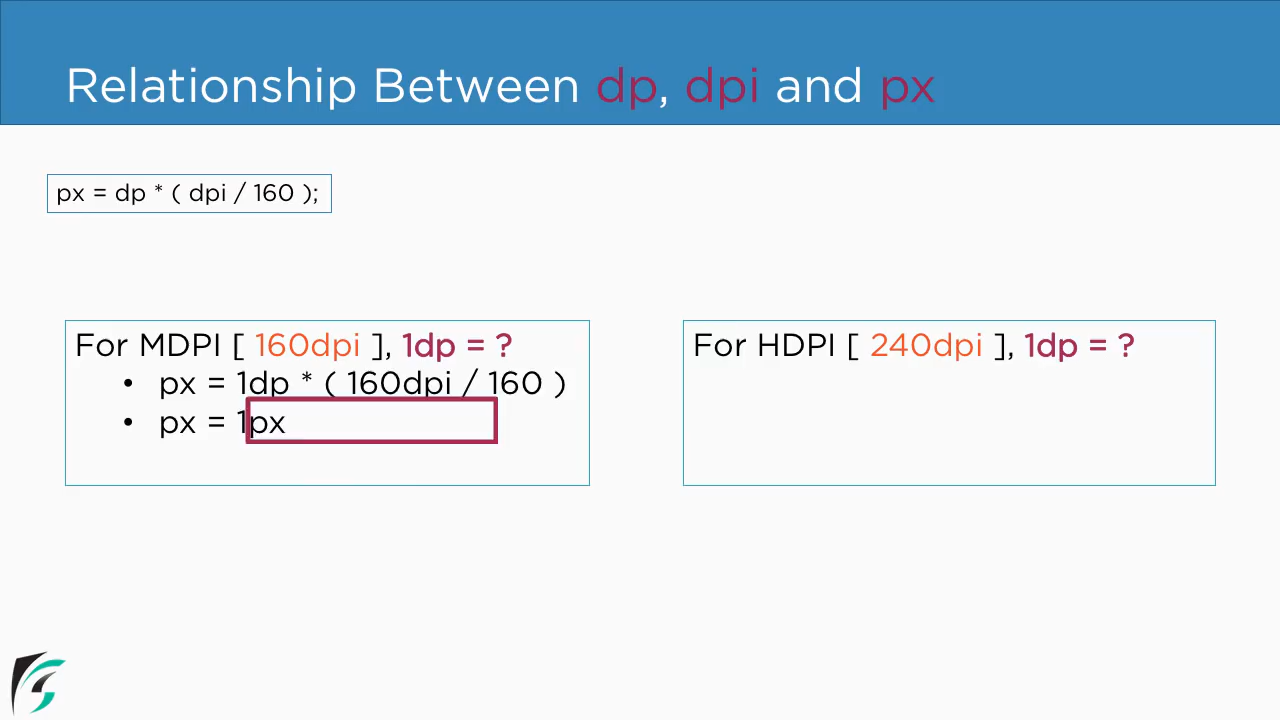 Relationship Between dp, dpi and px
px = dp * ( dpi / 160 );
For MDPI [ 160dpi ], 1dp = ?
• px = 1dp * ( 160dpi / 160 )
• px = 1px
For HDPI [ 240dpi ], 1dp = ?